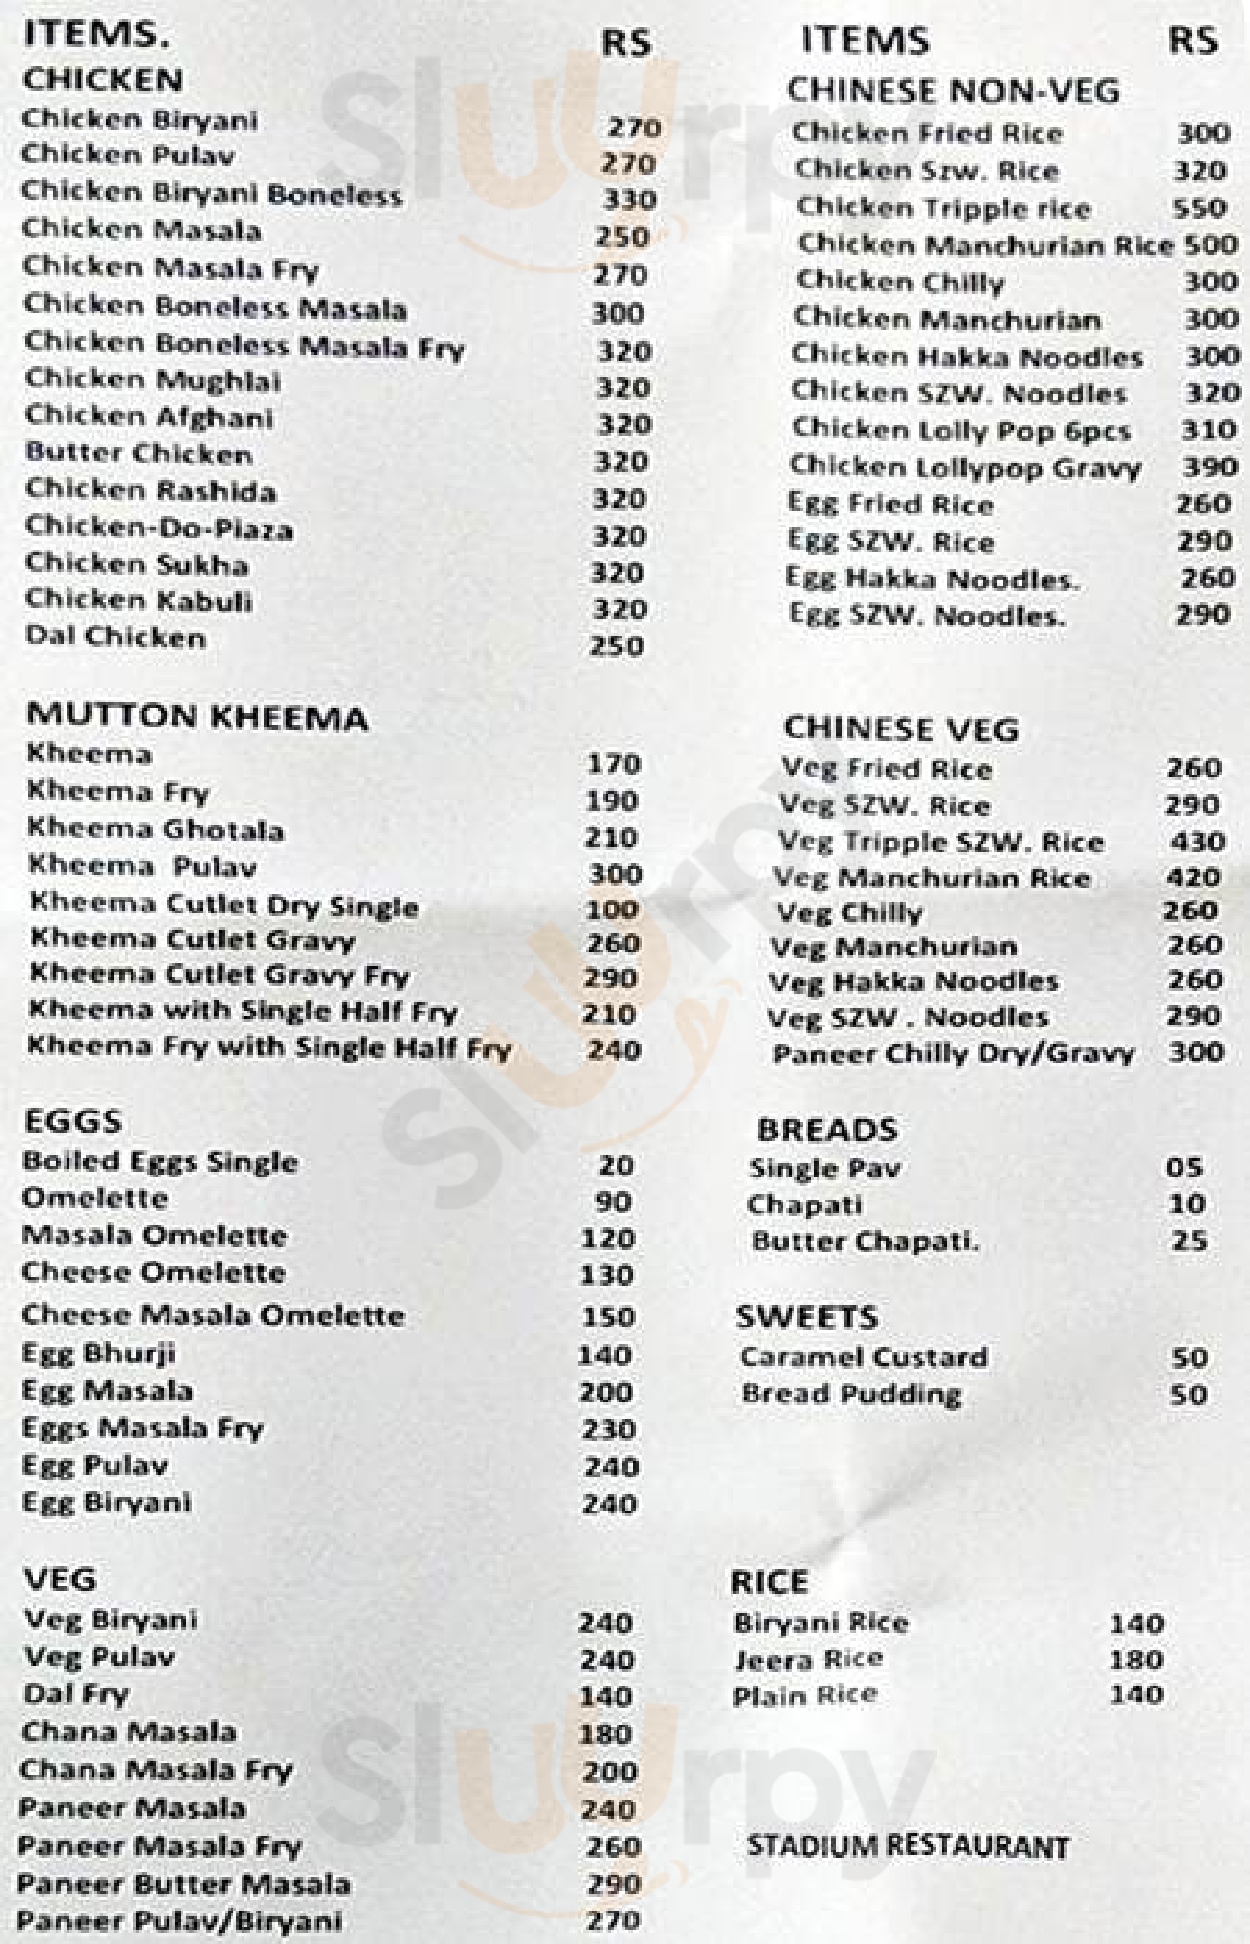 ITEMS. RS
CHICKEN
Chicken Biryani 270
Chicken Pulav 270
Chicken Biryani Boneless 330
Chicken Masala 250
Chicken Masala Fry 270
Chicken Boneless Masala 300
Chicken Boneless Masala Fry 320
Chicken Mughlai 320
Chicken Afghani 320
Butter Chicken 320
Chicken Rashida 320
Chicken-Do-Piaza 320
Chicken Sukha 320
Chicken Kabuli 320
Dal Chicken 250
MUTTON KHEEMA
Kheema 170
Kheema Fry 190
Kheema Ghotala 210
Kheema Pulav 300
Kheema Cutlet Dry Single 100
Kheema Cutlet Gravy 260
Kheema Cutlet Gravy Fry 290
Kheema with Single Half Fry 210
Kheema Fry with Single Half Fry 240
EGGS
Boiled Eggs Single 20
Omelette 90
Masala Omelette 120
Cheese Omelette 130
Cheese Masala Omelette 150
Egg Bhurji 140
Egg Masala 200
Eggs Masala Fry 230
Egg Pulav 240
Egg Biryani 240
VEG
Veg Biryani 240
Veg Pulav 240
Dal Fry 140
Chana Masala 180
Chana Masala Fry 200
Paneer Masala 240
Paneer Masala Fry 260
Paneer Butter Masala 290
Paneer Pulav/Biryani 270
ITEMS RS
CHINESE NON-VEG
Chicken Fried Rice 300
Chicken Szw. Rice 320
Chicken Tripple rice 550
Chicken Manchurian Rice 500
Chicken Chilly 300
Chicken Manchurian 300
Chicken Hakka Noodles 300
Chicken SZW. Noodles 320
Chicken Lolly Pop 6pcs 310
Chicken Lollypop Gravy 390
Egg Fried Rice 260
Egg SZW. Rice 290
Egg Hakka Noodles. 260
Egg SZW. Noodles. 290
CHINESE VEG
Veg Fried Rice 260
Veg SZW. Rice 290
Veg Tripple SZW. Rice 430
Veg Manchurian Rice 420
Veg Chilly 260
Veg Manchurian 260
Veg Hakka Noodles 260
Veg SZW . Noodles 290
Paneer Chilly Dry/Gravy 300
BREADS
Single Pav 05
Chapati 10
Butter Chapati. 25
SWEETS
Caramel Custard 50
Bread Pudding 50
RICE
Biryani Rice 140
Jeera Rice 180
Plain Rice 140
STADIUM RESTAURANT
Sluurpy
Sluurpy
Sluurpy